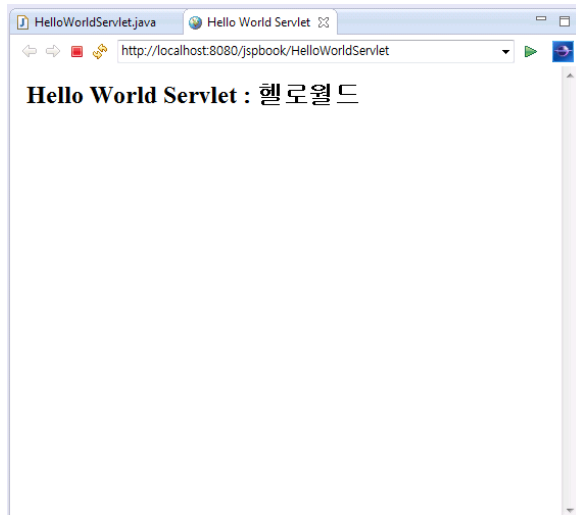 HelloWorldServlet.java Hello World Servlet
http://localhost:8080/jspbook/HelloWorldServlet
Hello World Servlet : 헬로월드